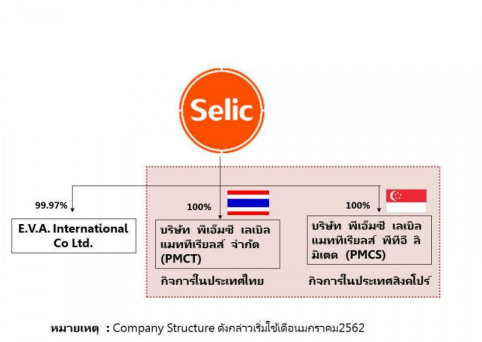 Selic
99.97%
100%
100%
E.V.A. International
Co Ltd.
บริษัท พีเอ็มซี เลเบิล
แมททีเรียลส์ จำกัด
(PMCT)
บริษัท พีเอ็มซี เลเบิล
แมททีเรียลส์ พีทีอี ลิ
มิเตด (PMCS)
กิจการในประเทศไทย
กิจการในประเทศสิงคโปร์
หมายเหตุ : Company Structure ดังกล่าวเริ่มใช้เดือนมกราคม2562